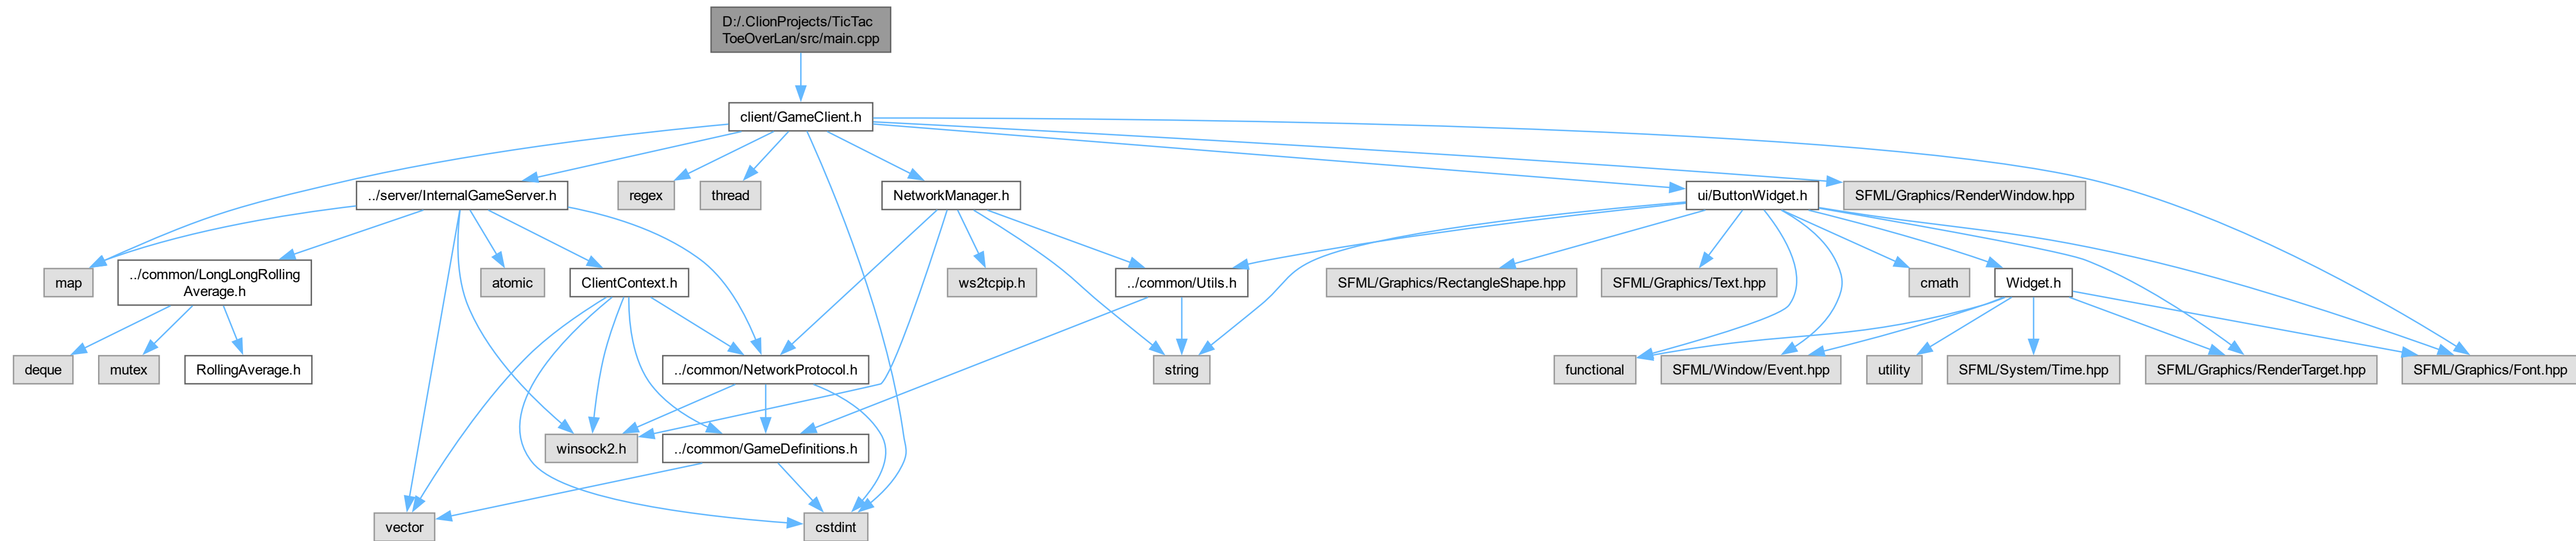 D:/.ClionProjects/TicTac
ToeOverLan/src/main.cpp
client/GameClient.h
../server/InternalGameServer.h
regex
thread
NetworkManager.h
ui/ButtonWidget.h
SFML/Graphics/RenderWindow.hpp
map
../common/LongLongRolling
Average.h
atomic
ClientContext.h
ws2tcpip.h
../common/Utils.h
SFML/Graphics/RectangleShape.hpp
SFML/Graphics/Text.hpp
cmath
Widget.h
deque
mutex
RollingAverage.h
../common/NetworkProtocol.h
string
functional
SFML/Window/Event.hpp
utility
SFML/System/Time.hpp
SFML/Graphics/RenderTarget.hpp
SFML/Graphics/Font.hpp
winsock2.h
../common/GameDefinitions.h
vector
cstdint